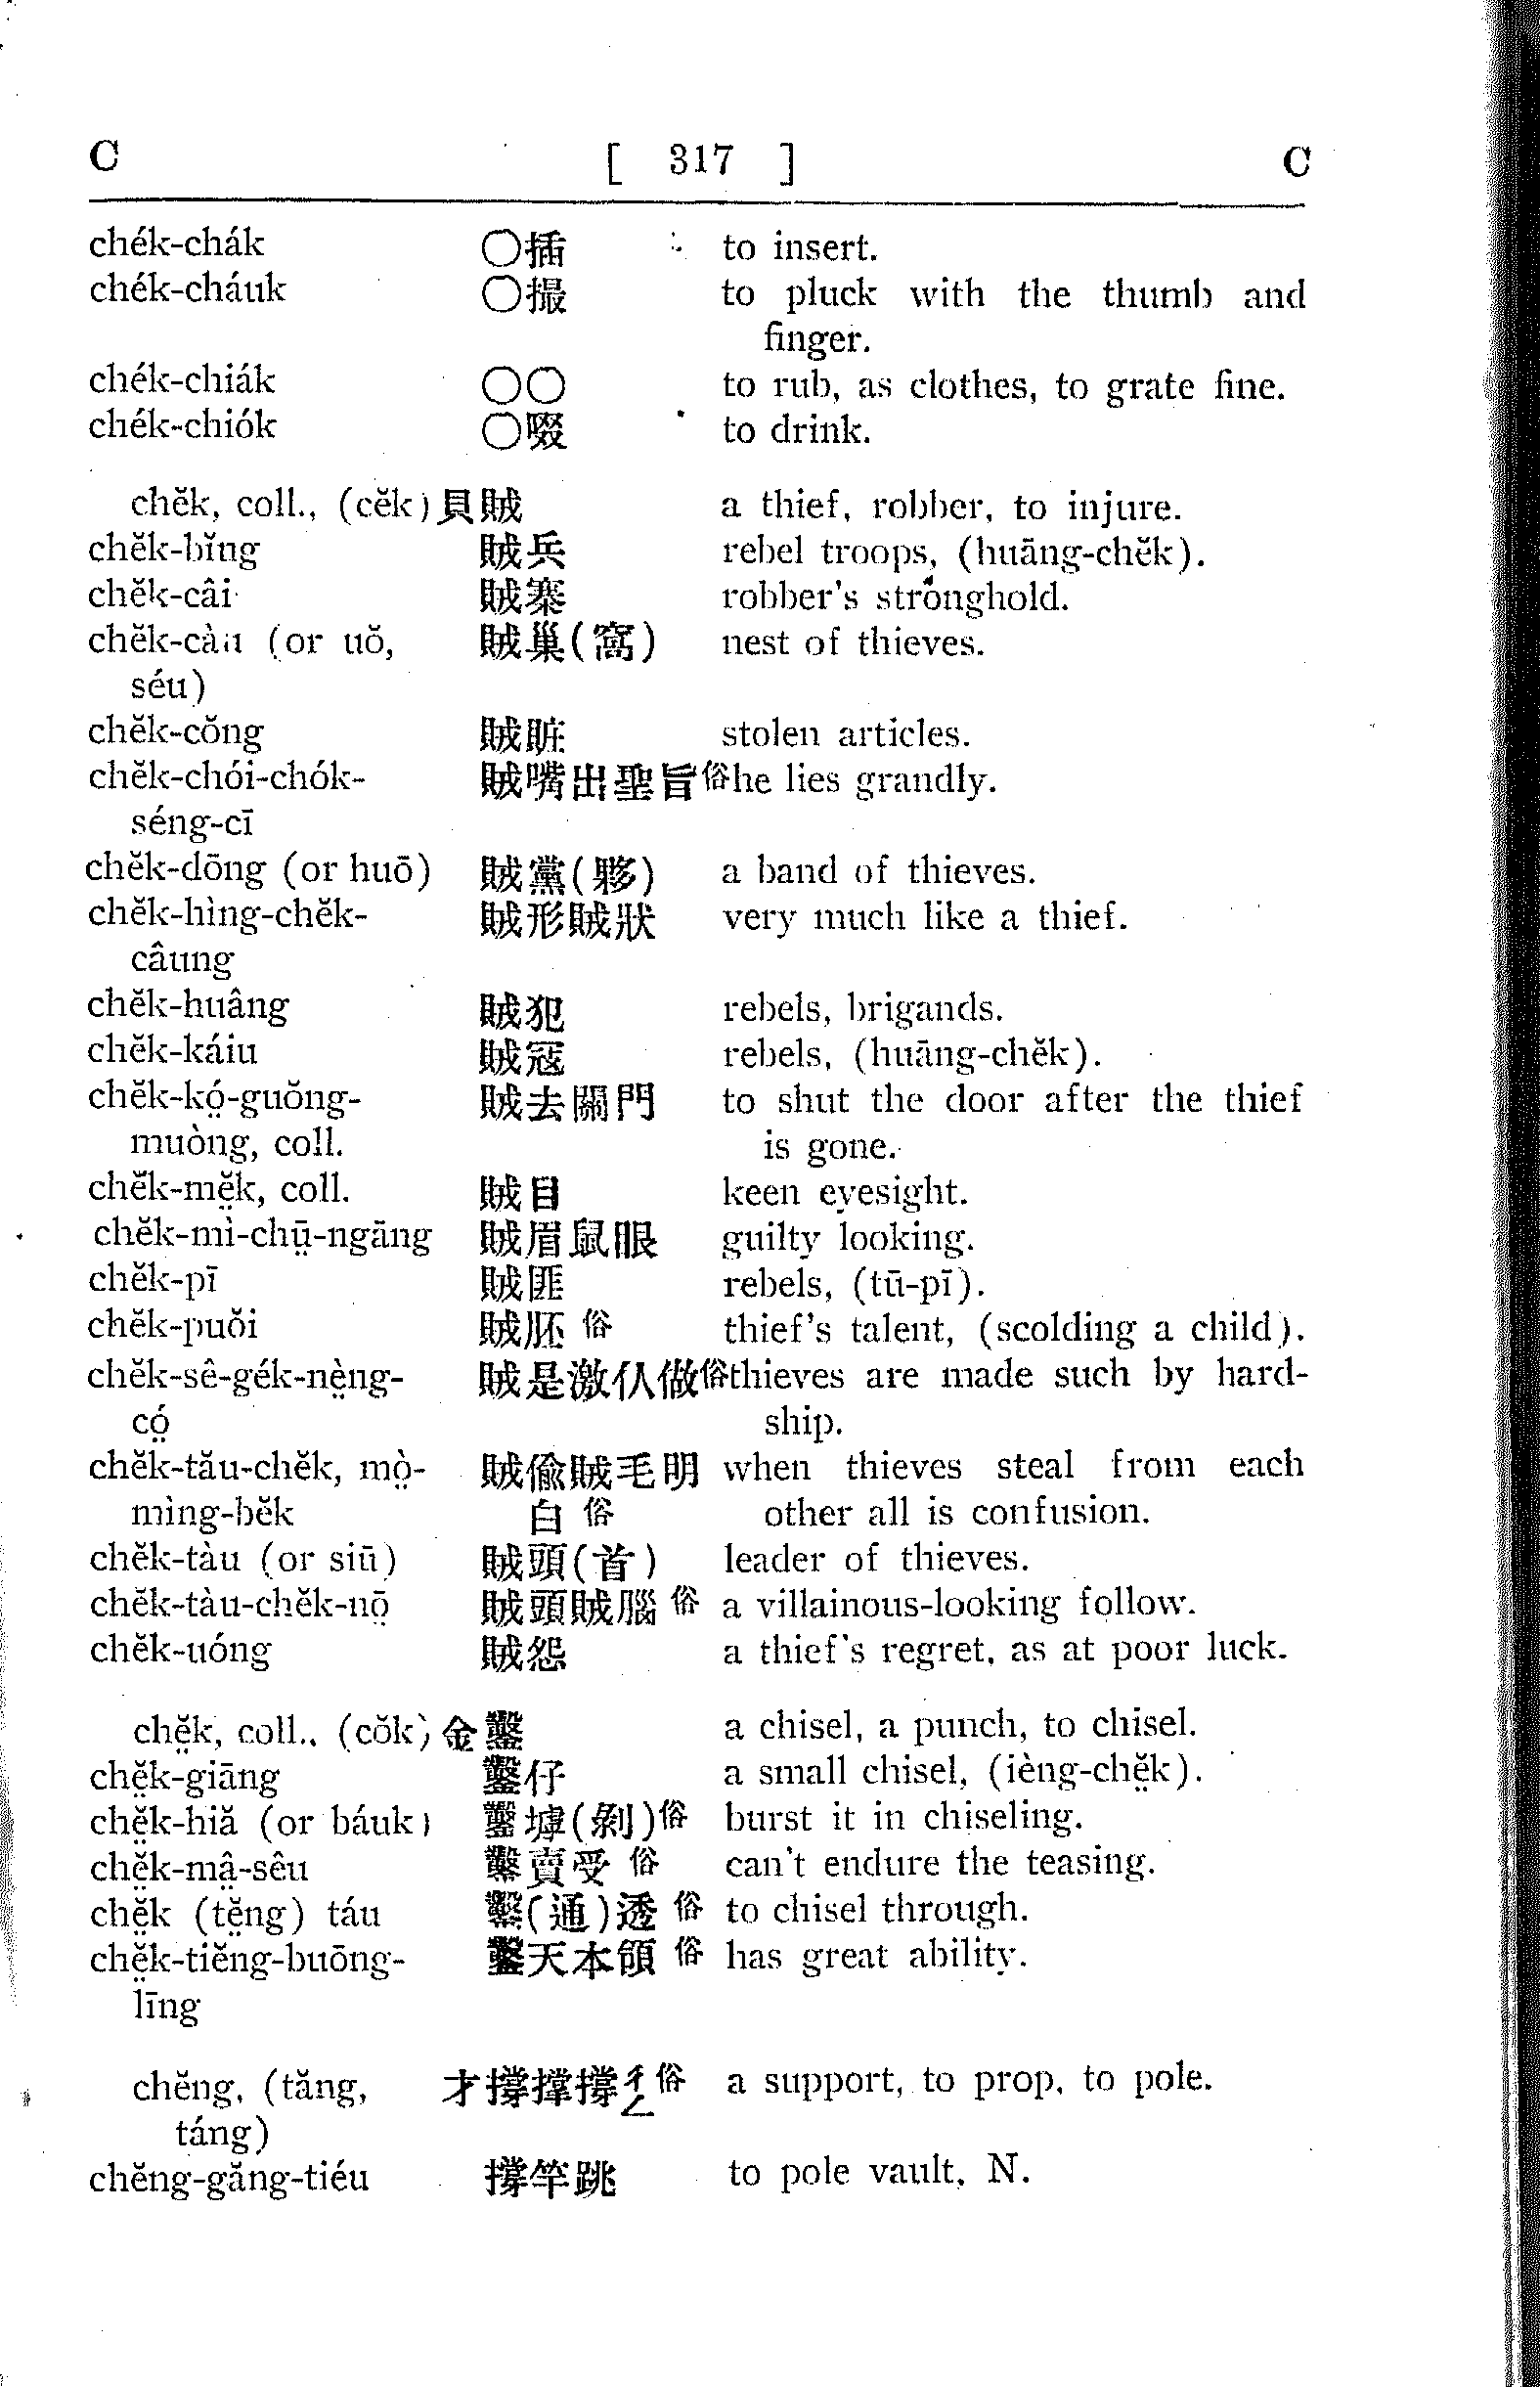 C [ 317 ] C
chék-chák 〇插 to insert.
chék-cháuk 〇撮 to pluck with the thumb and
finger.
chék-chiák 〇〇 to rub, as clothes, to grate fine.
chék-chiók 〇啜 to drink.
chĕk, coll., (cĕk) 貝賊 a thief, robber, to injure.
chĕk-bĭng 賊兵 rebel troops, (huāng-chĕk).
chĕk-câi 賊寨 robber's stronghold.
chĕk-càu (or uŏ, 賊巢(窩) nest of thieves.
séu)
chĕk-cŏng 賊賍 stolen articles.
chĕk-chói-chók- 賊嘴出聖旨俗 he lies grandly.
séng-cī
chĕk-dōng (or huō) 賊黨(夥) a band of thieves.
chĕk-hìng-chĕk- 賊形賊狀 very much like a thief.
câung
chĕk-huâng 賊犯 rebels, brigands.
chĕk-káiu 賊寇 rebels, (huāng-chĕk).
chĕk-kó̤-guŏng- 賊去關門 to shut the door after the thief
muòng, coll. is gone.
chĕk-mĕ̤k, coll. 賊目 keen eyesight.
chĕk-mì-chṳ̄-ngāng 賊眉鼠眼 guilty looking.
chĕk-pī 賊匪 rebels, (tū-pī).
chĕk-puŏi 賊胚 俗 thief's talent, (scolding a child).
chĕk-sê-gék-nè̤ng- 賊是激仈做俗 thieves are made such by hard-
có̤ ship.
chĕk-tău-chĕk, mò̤- 賊偷賊毛明 when thieves steal from each
mìng-bĕk 白 俗 other all is confusion.
chĕk-tàu (or siū) 賊頭(首) leader of thieves.
chĕk-tàu-chĕk-nō̤ 賊頭賊腦 俗 a villainous-looking follow.
chĕk-uóng 賊怨 a thief's regret, as at poor luck.
chĕ̤k, coll., (cŏk) 金鑿 a chisel, a punch, to chisel.
chĕ̤k-giāng 鑿仔 a small chisel, (ièng-chĕ̤k).
chĕ̤k-hiă (or báuk) 鑿墿(剝)俗 burst it in chiseling.
chĕ̤k-mâ̤-sêu 鑿賣受 俗 can't endure the teasing.
chĕ̤k (tĕ̤ng) táu 鑿(通)透 俗 to chisel through.
chĕ̤k-tiĕng-buōng- 鑿天本領 俗 has great ability.
līng
chĕng, (tăng, 才撐撑撐 俗 a support, to prop, to pole.
táng)
chĕng-găng-tiéu 撐竿跳 to pole vault, N.